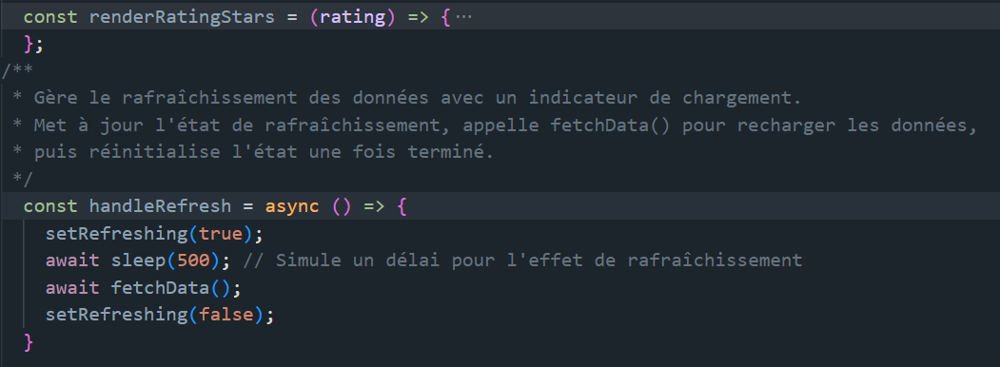 const renderRatingStars = (rating) => {···
};
/**
* Gère le rafraîchissement des données avec un indicateur de chargement.
* Met à jour l'état de rafraîchissement, appelle fetchData() pour recharger les données,
* puis réinitialise l'état une fois terminé.
*/
const handleRefresh = async () => {
setRefreshing(true);
await sleep(500); // Simule un délai pour l'effet de rafraîchissement
await fetchData();
setRefreshing(false);
}